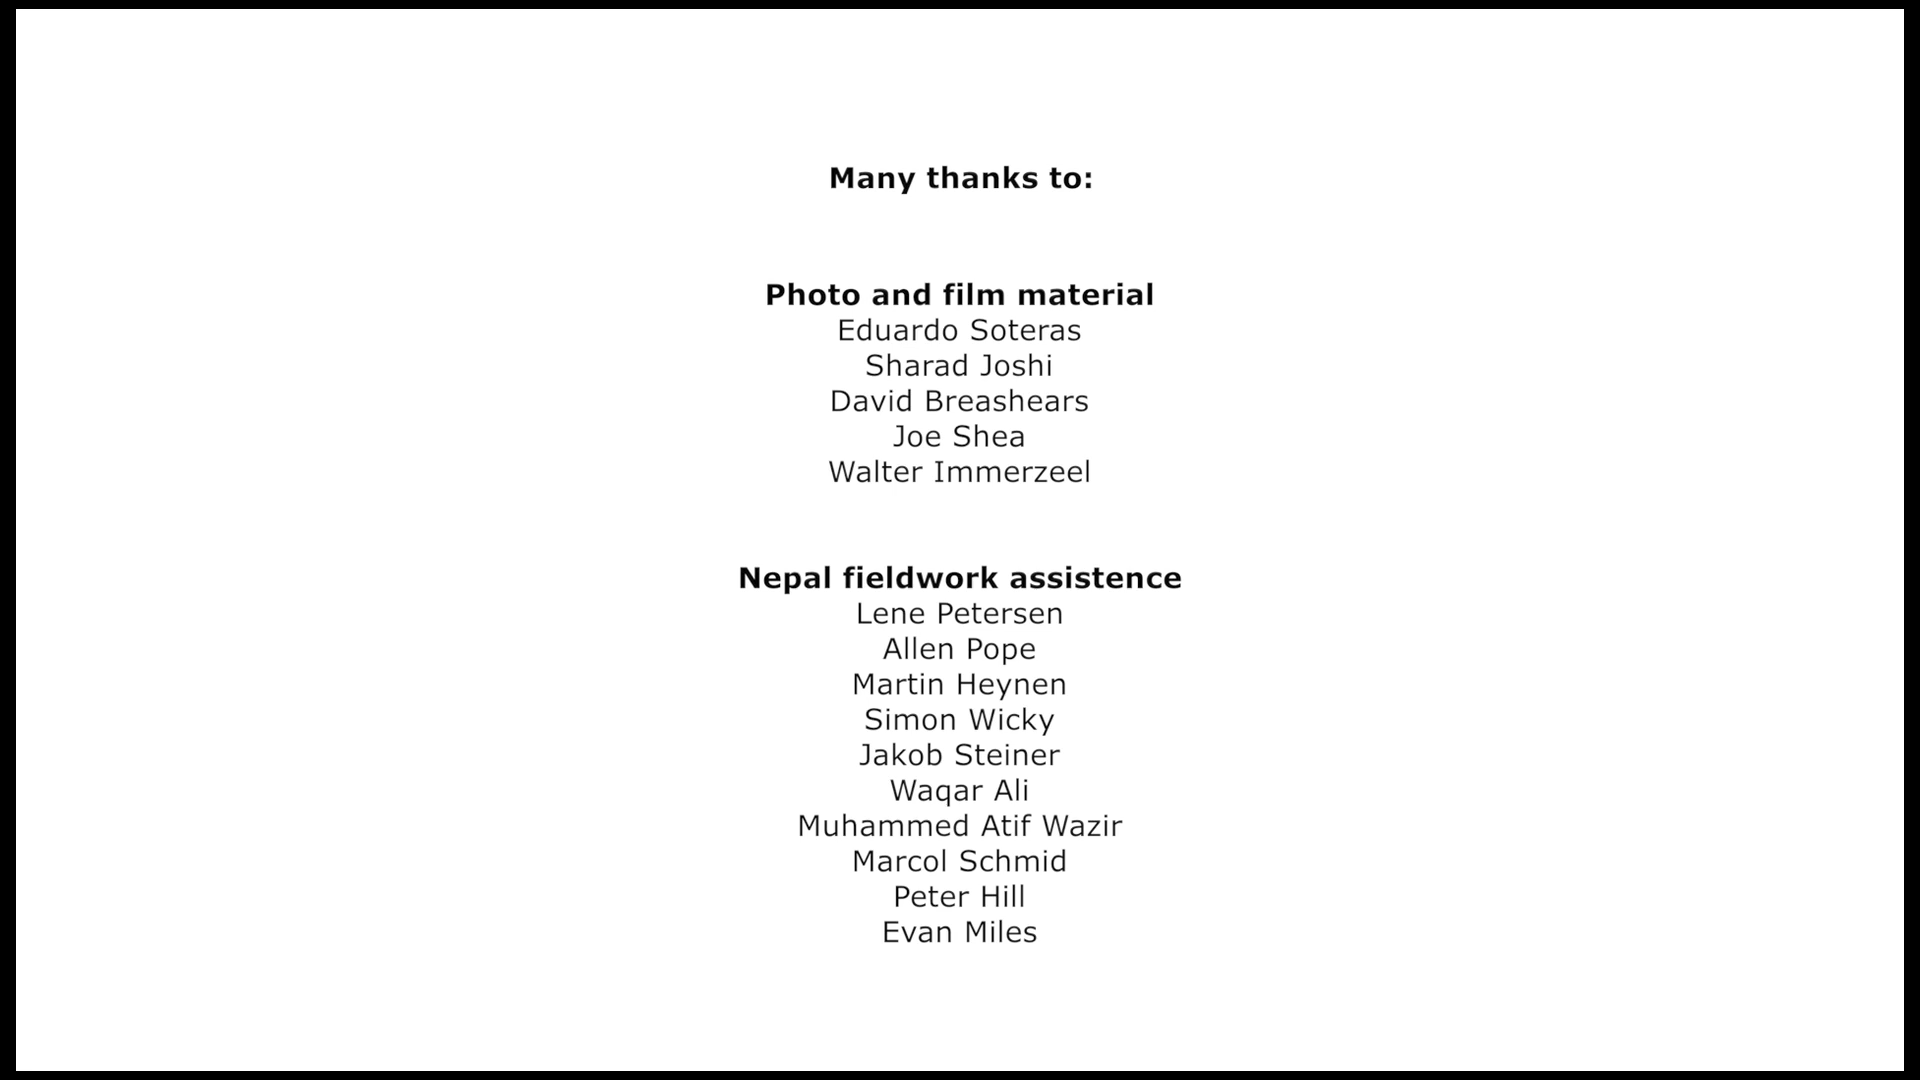 Many thanks to:
Photo and film material
Eduardo Soteras
Sharad Joshi
David Breashears
Joe Shea
Walter Immerzeel
Nepal fieldwork assistence
Lene Petersen
Allen Pope
Martin Heynen
Simon Wicky
Jakob Steiner
Waqar Ali
Muhammed Atif Wazir
Marcol Schmid
Peter Hill
Evan Miles